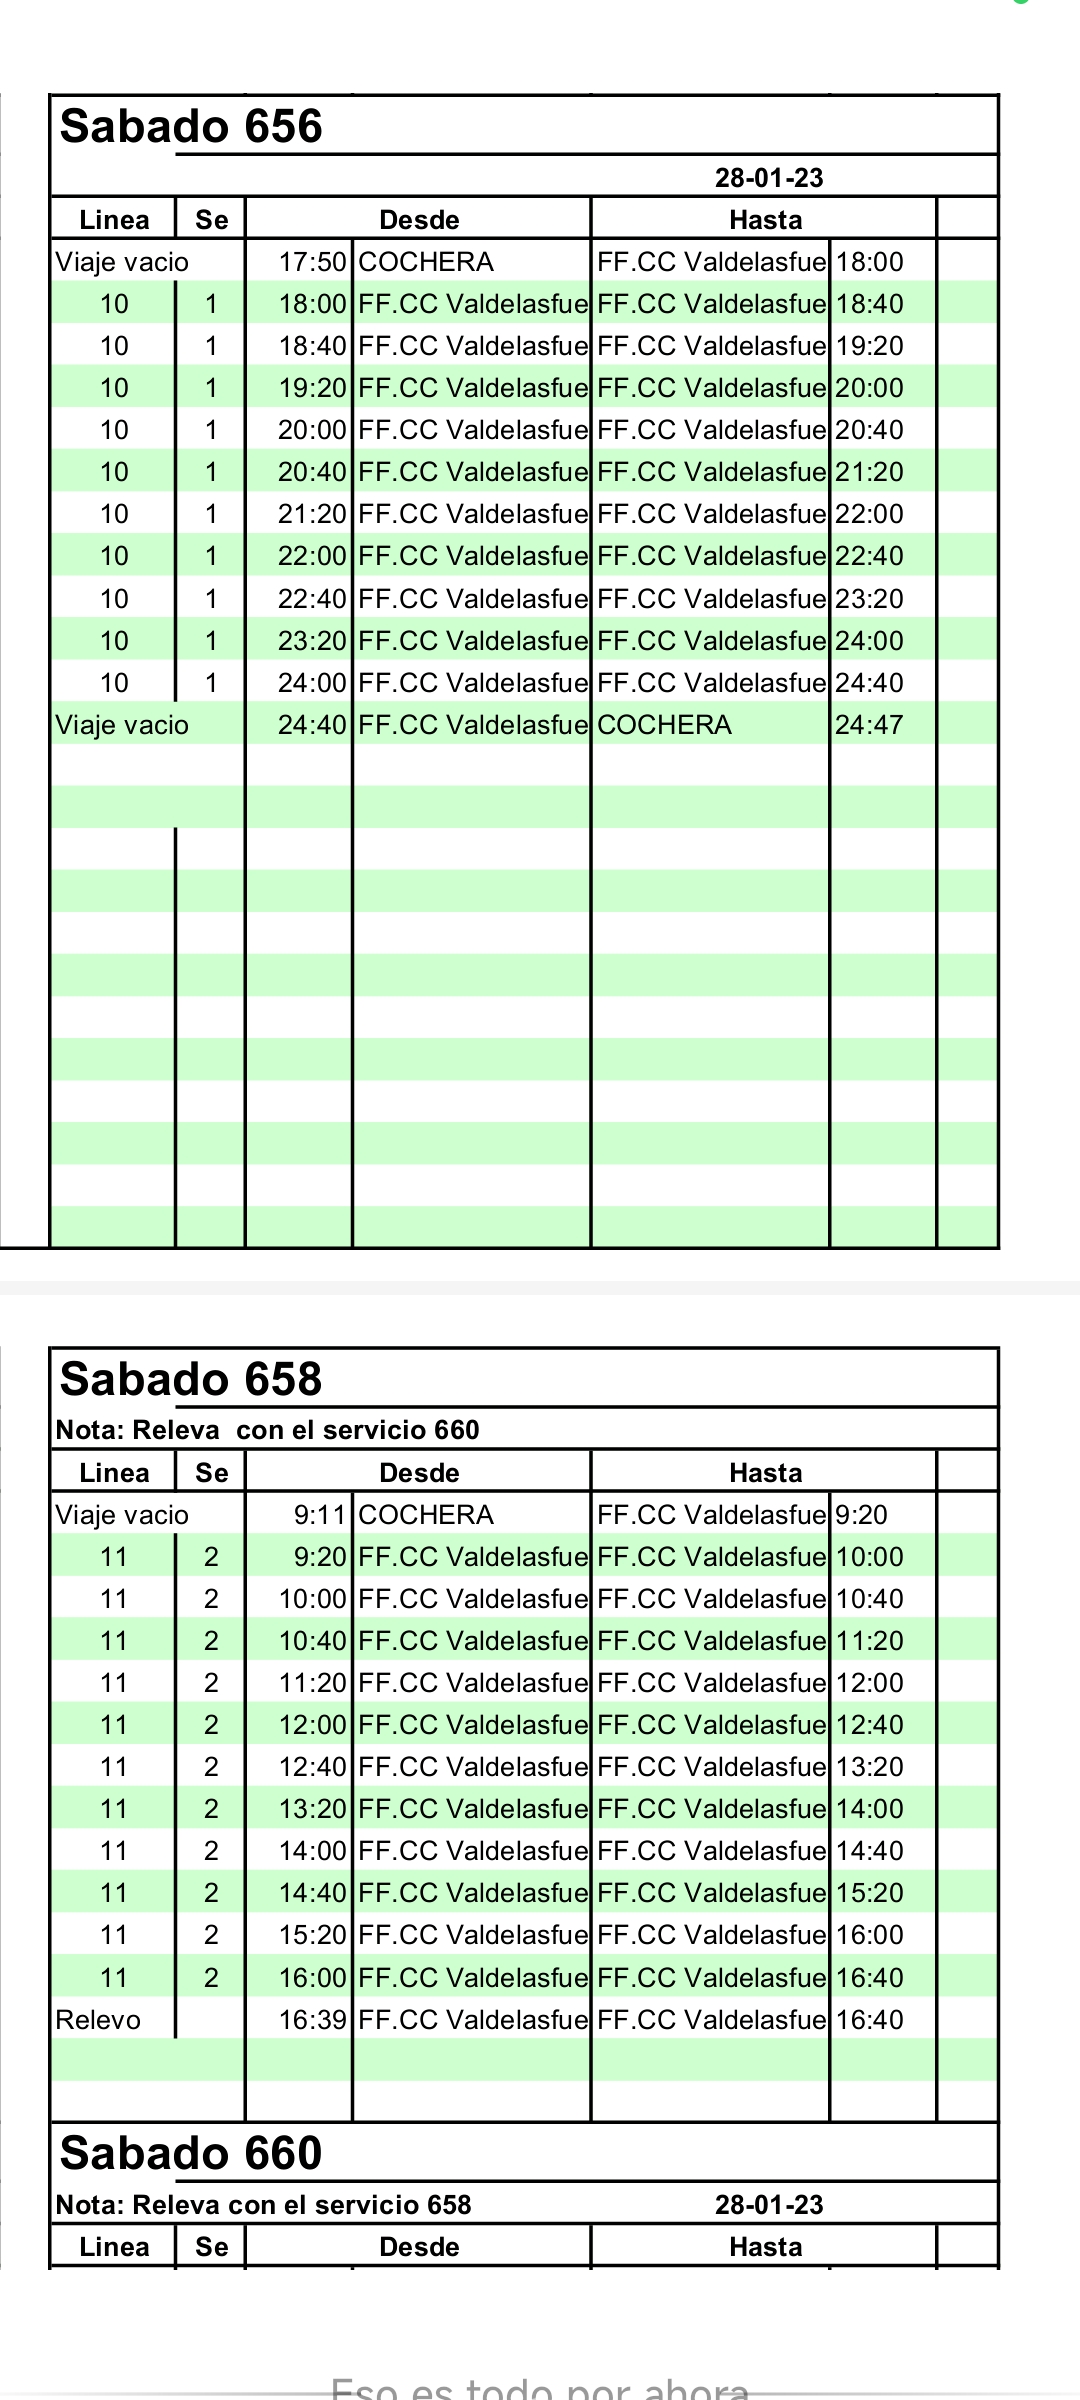 Sabado 656
28-01-23
Linea Se Desde Hasta
Viaje vacio 17:50 COCHERA FF.CC Valdelasfue 18:00
10 1 18:00 FF.CC Valdelasfue FF.CC Valdelasfue 18:40
10 1 18:40 FF.CC Valdelasfue FF.CC Valdelasfue 19:20
10 1 19:20 FF.CC Valdelasfue FF.CC Valdelasfue 20:00
10 1 20:00 FF.CC Valdelasfue FF.CC Valdelasfue 20:40
10 1 20:40 FF.CC Valdelasfue FF.CC Valdelasfue 21:20
10 1 21:20 FF.CC Valdelasfue FF.CC Valdelasfue 22:00
10 1 22:00 FF.CC Valdelasfue FF.CC Valdelasfue 22:40
10 1 22:40 FF.CC Valdelasfue FF.CC Valdelasfue 23:20
10 1 23:20 FF.CC Valdelasfue FF.CC Valdelasfue 24:00
10 1 24:00 FF.CC Valdelasfue FF.CC Valdelasfue 24:40
Viaje vacio 24:40 FF.CC Valdelasfue COCHERA 24:47
Sabado 658
Nota: Releva con el servicio 660
Linea Se Desde Hasta
Viaje vacio 9:11 COCHERA FF.CC Valdelasfue 9:20
11 2 9:20 FF.CC Valdelasfue FF.CC Valdelasfue 10:00
11 2 10:00 FF.CC Valdelasfue FF.CC Valdelasfue 10:40
11 2 10:40 FF.CC Valdelasfue FF.CC Valdelasfue 11:20
11 2 11:20 FF.CC Valdelasfue FF.CC Valdelasfue 12:00
11 2 12:00 FF.CC Valdelasfue FF.CC Valdelasfue 12:40
11 2 12:40 FF.CC Valdelasfue FF.CC Valdelasfue 13:20
11 2 13:20 FF.CC Valdelasfue FF.CC Valdelasfue 14:00
11 2 14:00 FF.CC Valdelasfue FF.CC Valdelasfue 14:40
11 2 14:40 FF.CC Valdelasfue FF.CC Valdelasfue 15:20
11 2 15:20 FF.CC Valdelasfue FF.CC Valdelasfue 16:00
11 2 16:00 FF.CC Valdelasfue FF.CC Valdelasfue 16:40
Relevo 16:39 FF.CC Valdelasfue FF.CC Valdelasfue 16:40
Sabado 660
Nota: Releva con el servicio 658 28-01-23
Linea Se Desde Hasta
Eso es todo por ahora